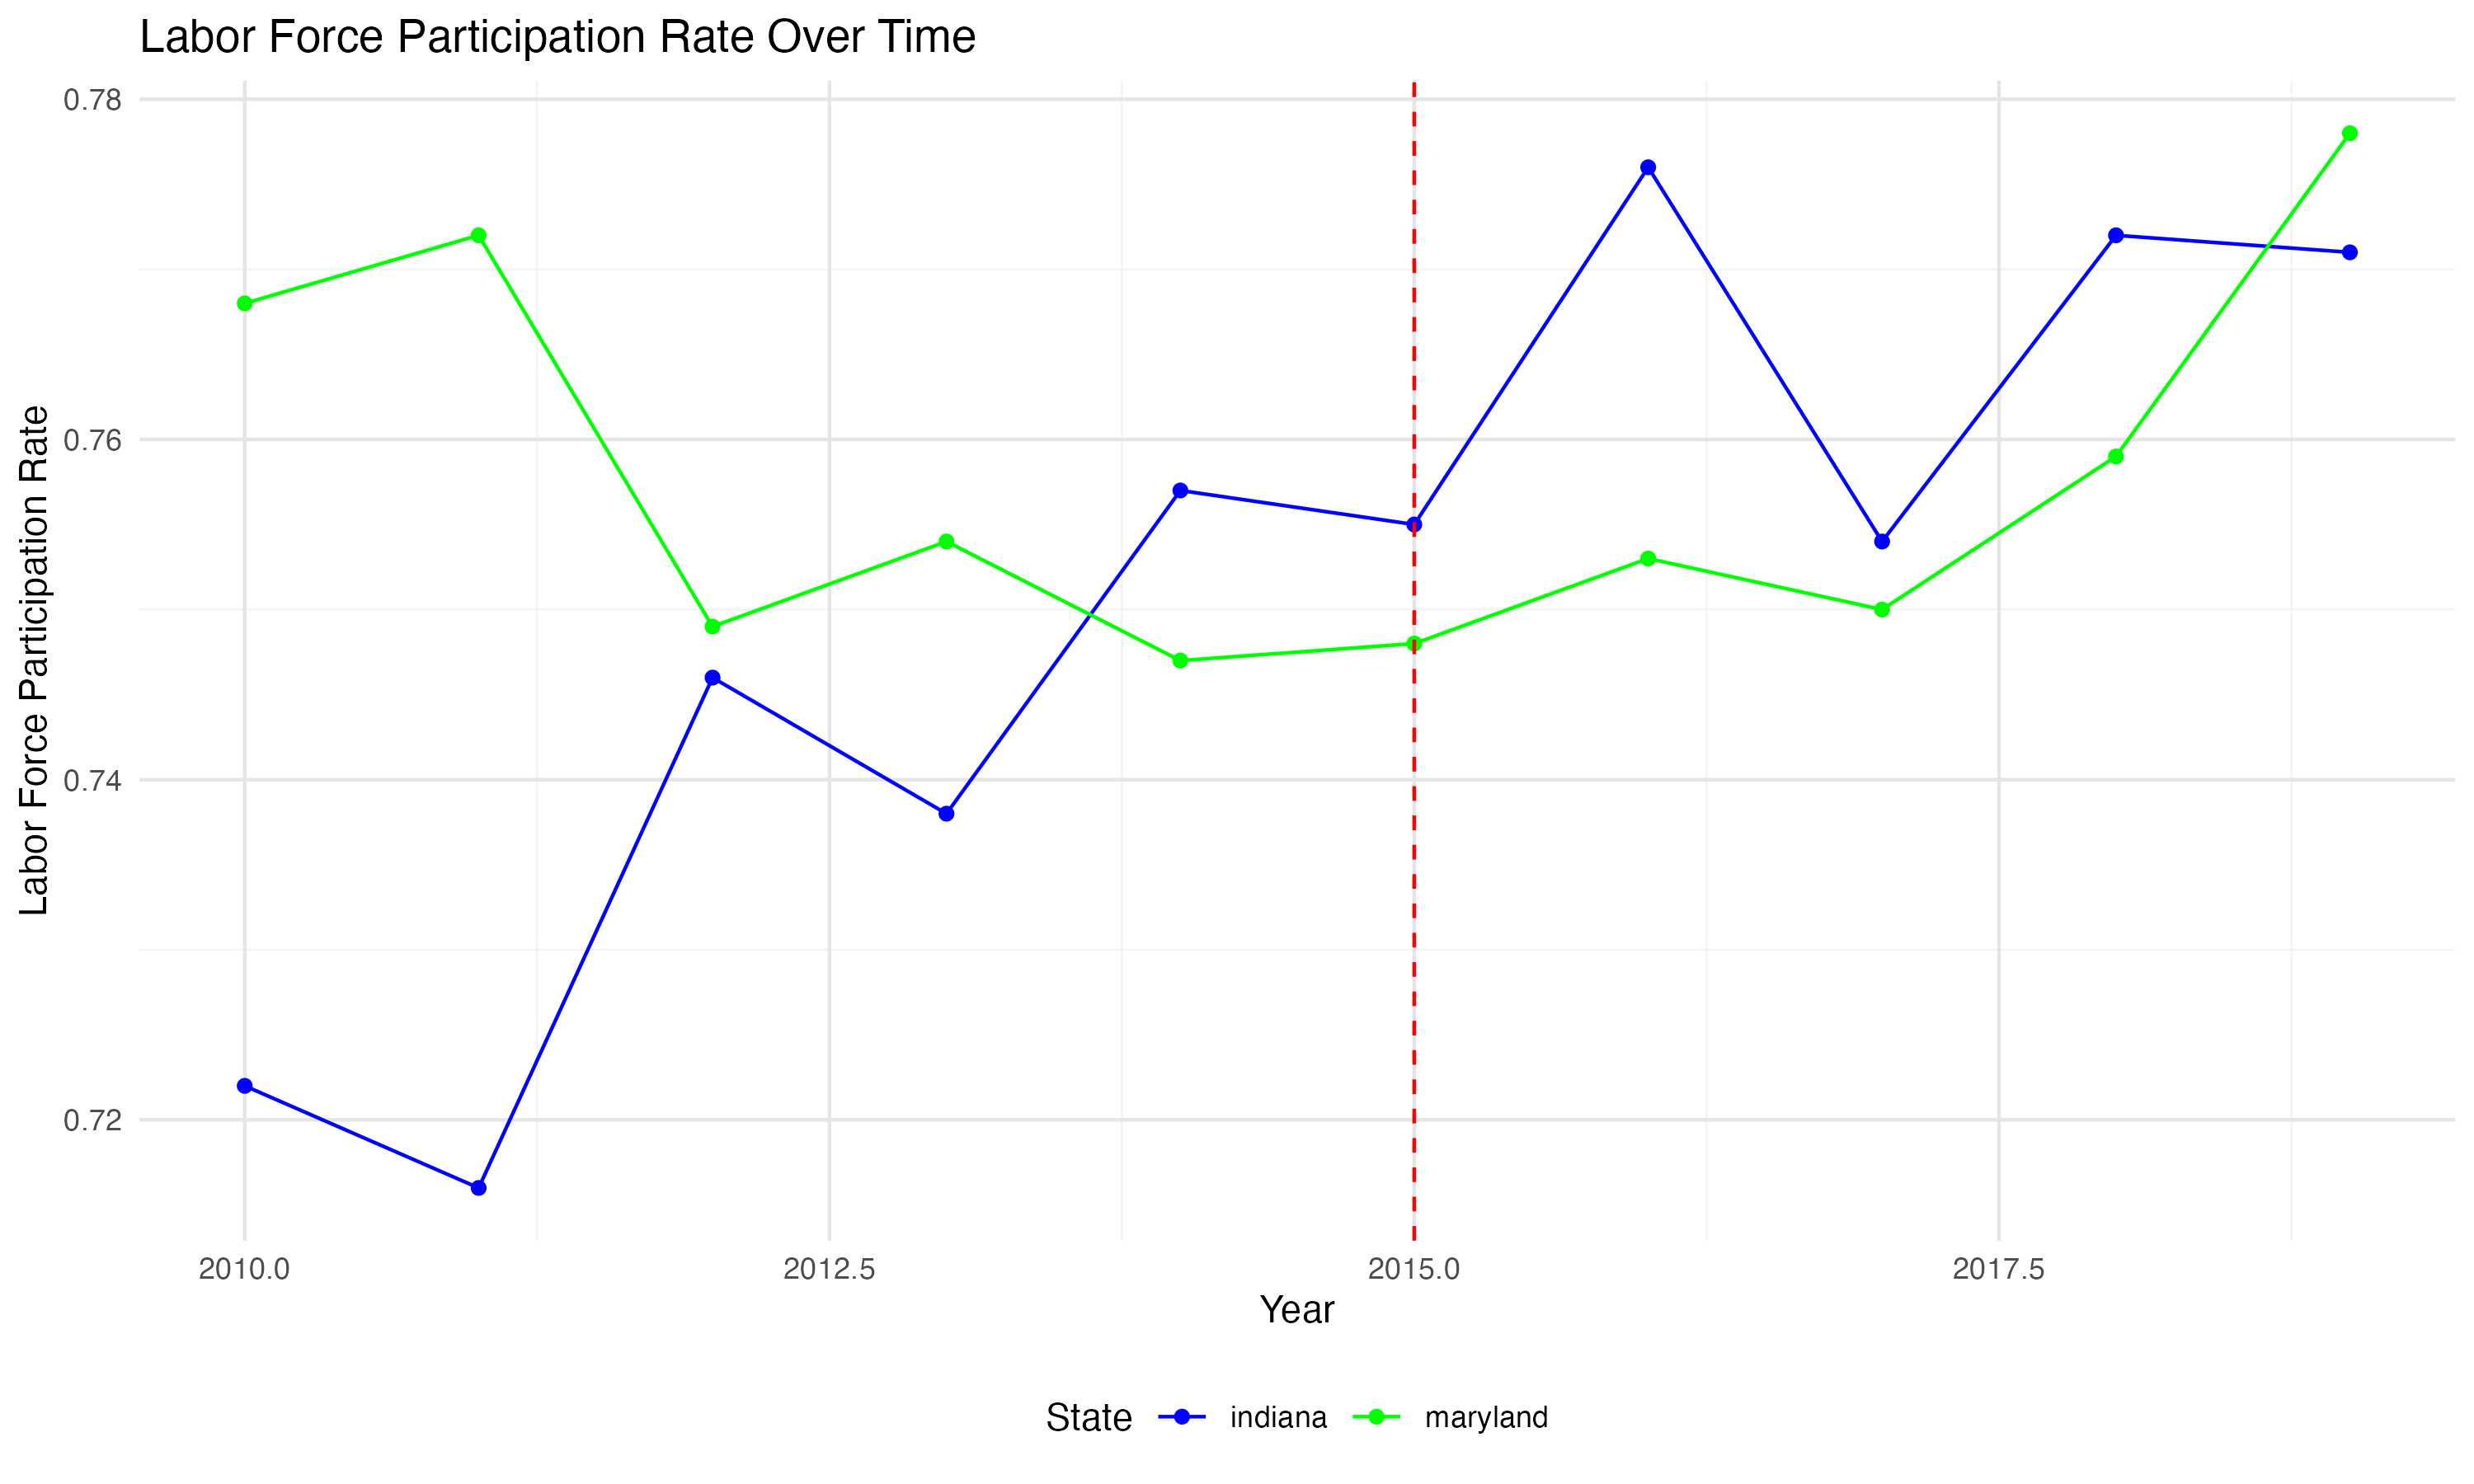 Labor Force Participation Rate Over Time
Labor Force Participation Rate
0.78
0.76
0.74
0.72
2010.0 2012.5 2015.0 2017.5
Year
State indiana maryland